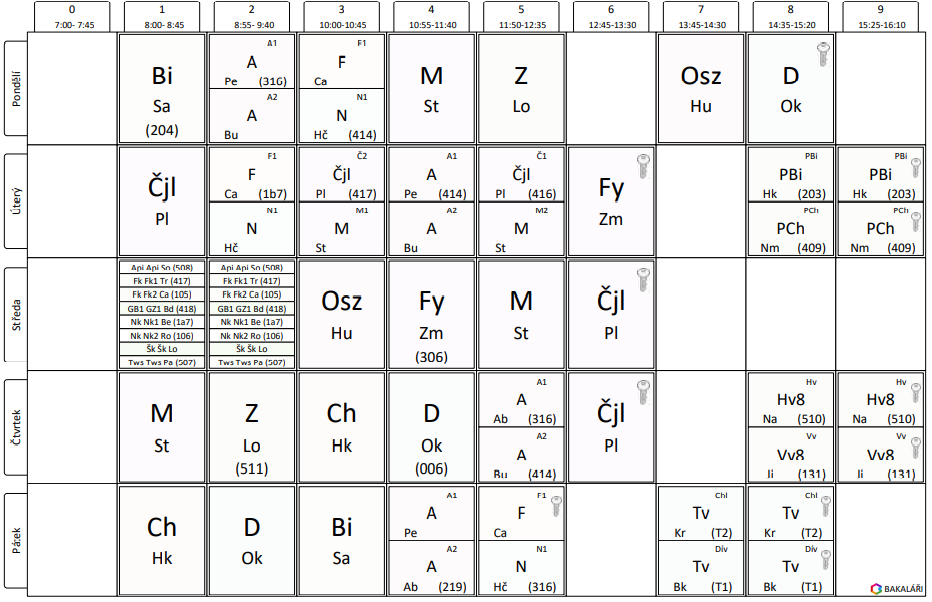 0 1 2 3 4 5 6 7 8 9
7:00- 7:45 8:00- 8:45 8:55- 9:40 10:00-10:45 10:55-11:40 11:50-12:35 12:45-13:30 13:45-14:30 14:35-15:20 15:25-16:10
Pondělí
Bi
Sa
(204)
A1
A
Pe (316)
A2
A
Bu
F1
F
Ca
N1
N
Hč (414)
M
St
Z
Lo
Osz
Hu
D
Ok
Úterý
Čjl
Pl
F1
F
Ca (1b7)
N1
N
Hč
Č2
Čjl
Pl (417)
M1
M
St
A1
A
Pe (414)
A2
A
Bu
Č1
Čjl
Pl (416)
M2
M
St
Fy
Zm
PBi
PBi
Hk (203)
PCh
PCh
Nm (409)
PBi
PBi
Hk (203)
PCh
PCh
Nm (409)
Středa
Api Api So (508)
Fk Fk1 Tr (417)
Fk Fk2 Ca (105)
GB1 GZ1 Bd (418)
Nk Nk1 Be (1a7)
Nk Nk2 Ro (106)
Šk Šk Lo
Tws Tws Pa (507)
Api Api So (508)
Fk Fk1 Tr (417)
Fk Fk2 Ca (105)
GB1 GZ1 Bd (418)
Nk Nk1 Be (1a7)
Nk Nk2 Ro (106)
Šk Šk Lo
Tws Tws Pa (507)
Osz
Hu
Fy
Zm
(306)
M
St
Čjl
Pl
Čtvrtek
M
St
Z
Lo
(511)
Ch
Hk
D
Ok
(006)
A1
A
Ab (316)
A2
A
Bu (414)
Čjl
Pl
Hv
Hv8
Na (510)
Vv
Vv8
Ji (131)
Hv
Hv8
Na (510)
Vv
Vv8
Ji (131)
Pátek
Ch
Hk
D
Ok
Bi
Sa
A1
A
Pe
A2
A
Ab (219)
F1
F
Ca
N1
N
Hč (316)
Chl
Tv
Kr (T2)
Dív
Tv
Bk (T1)
Chl
Tv
Kr (T2)
Dív
Tv
Bk (T1)
BAKALÁŘI